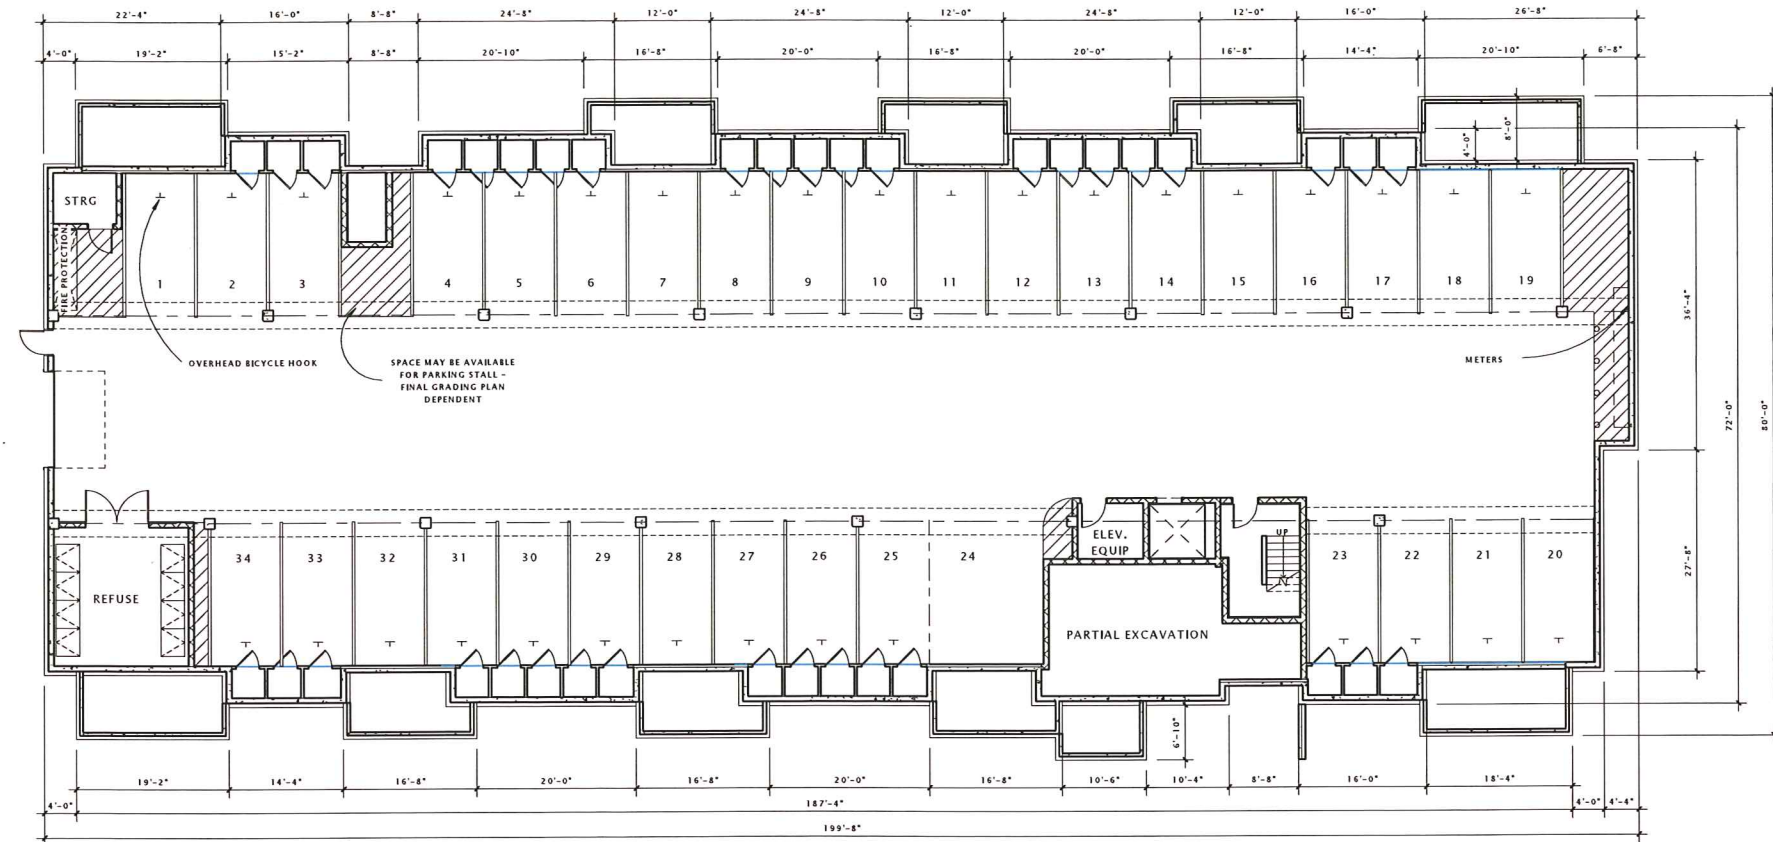 22'-4" 16'-0" 8'-8" 24'-8" 12'-0" 24'-8" 12'-0" 24'-8" 12'-0" 16'-0" 26'-8"
4'-0" 19'-2" 15'-2" 8'-8" 20'-10" 16'-8" 20'-0" 16'-8" 20'-0" 16'-8" 14'-4" 20'-10" 6'-8"
4'-0"
8'-0"
STRG
FIRE PROTECTION
1 2 3 4 5 6 7 8 9 10 11 12 13 14 15 16 17 18 19
OVERHEAD BICYCLE HOOK
SPACE MAY BE AVAILABLE
FOR PARKING STALL –
FINAL GRADING PLAN
DEPENDENT
METERS
36'-4"
72'-0"
80'-0"
27'-8"
ELEV.
EQUIP
UP
34 33 32 31 30 29 28 27 26 25 24 23 22 21 20
REFUSE
PARTIAL EXCAVATION
6'-10"
19'-2" 14'-4" 16'-8" 20'-0" 16'-8" 20'-0" 16'-8" 10'-6" 10'-4" 8'-8" 16'-0" 18'-4"
4'-0" 187'-4" 4'-0" 4'-4"
199'-8"